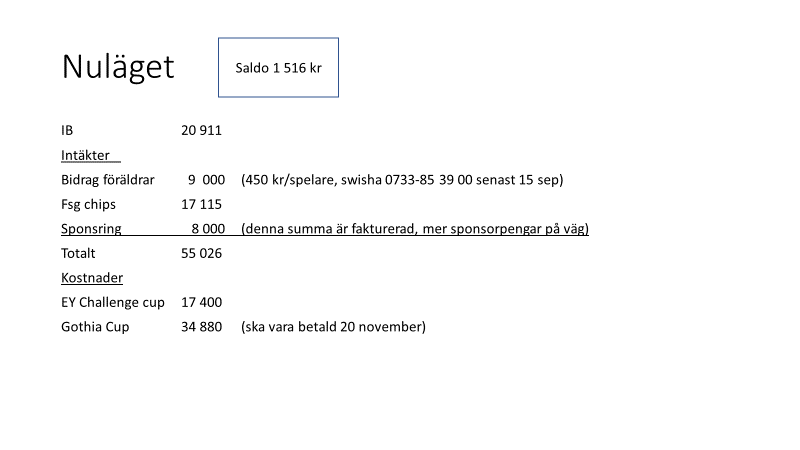 Nuläget
Saldo 1 516 kr
IB 20 911
Intäkter
Bidrag föräldrar 9 000 (450 kr/spelare, swisha 0733-85 39 00 senast 15 sep)
Fsg chips 17 115
Sponsring 8 000 (denna summa är fakturerad, mer sponsorpengar på väg)
Totalt 55 026
Kostnader
EY Challenge cup 17 400
Gothia Cup 34 880 (ska vara betald 20 november)